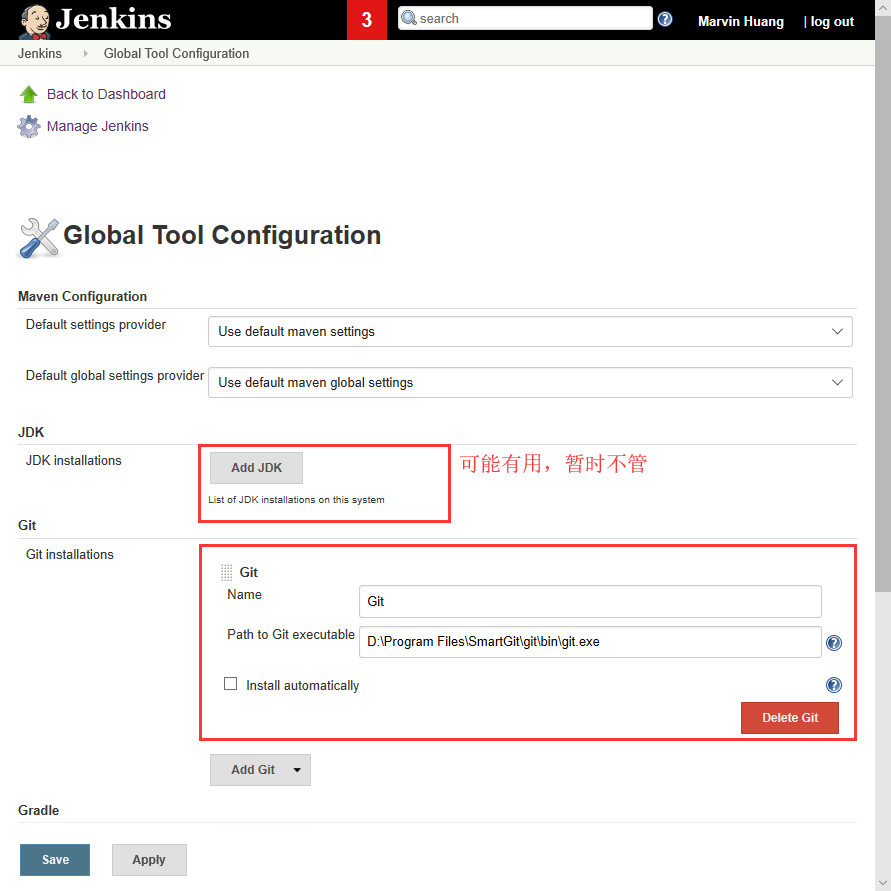 Jenkins
3
search
Marvin Huang
| log out
Jenkins
Global Tool Configuration
Back to Dashboard
Manage Jenkins
Global Tool Configuration
Maven Configuration
Default settings provider
Use default maven settings
Default global settings provider
Use default maven global settings
JDK
JDK installations
Add JDK
可能有用，暂时不管
List of JDK installations on this system
Git
Git installations
Git
Name
Git
Path to Git executable
D:\Program Files\SmartGit\git\bin\git.exe
Install automatically
Delete Git
Add Git
Gradle
Save
Apply